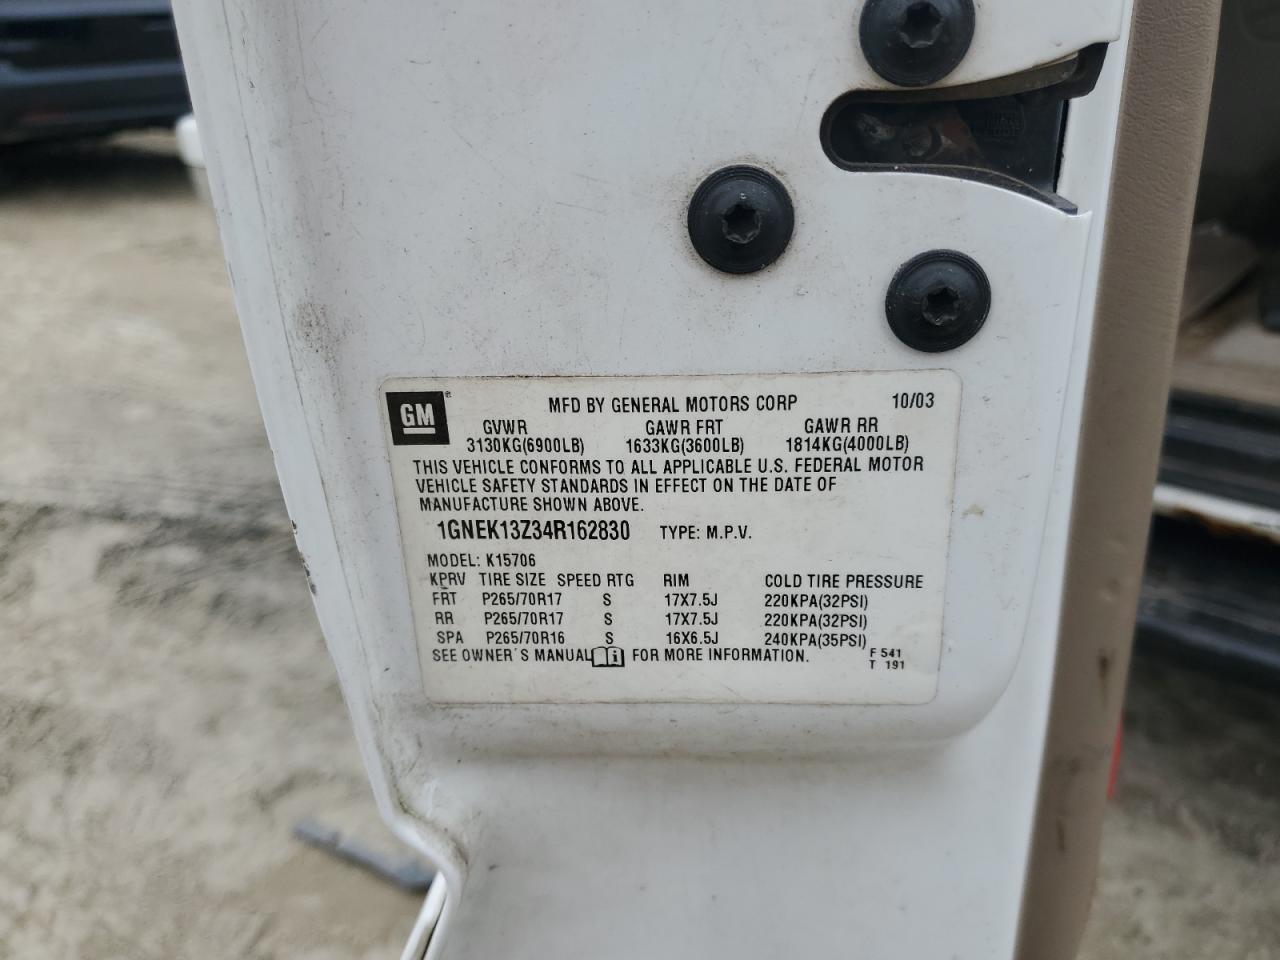 GM ® MFD BY GENERAL MOTORS CORP 10/03
GVWR GAWR FRT GAWR RR
3130KG(6900LB) 1633KG(3600LB) 1814KG(4000LB)
THIS VEHICLE CONFORMS TO ALL APPLICABLE U.S. FEDERAL MOTOR
VEHICLE SAFETY STANDARDS IN EFFECT ON THE DATE OF
MANUFACTURE SHOWN ABOVE.
1GNEK13Z34R162830 TYPE: M.P.V.
MODEL: K15706
KPRV TIRE SIZE SPEED RTG RIM COLD TIRE PRESSURE
FRT P265/70R17 S 17X7.5J 220KPA(32PSI)
RR P265/70R17 S 17X7.5J 220KPA(32PSI)
SPA P265/70R16 S 16X6.5J 240KPA(35PSI)
SEE OWNER'S MANUAL i FOR MORE INFORMATION. F 541
T 191